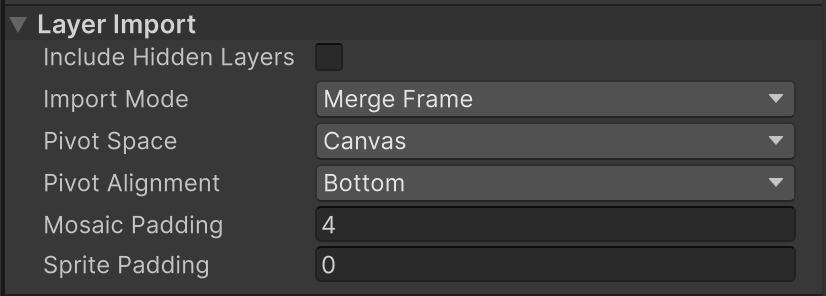 Layer Import
Include Hidden Layers
Import Mode Merge Frame
Pivot Space Canvas
Pivot Alignment Bottom
Mosaic Padding 4
Sprite Padding 0